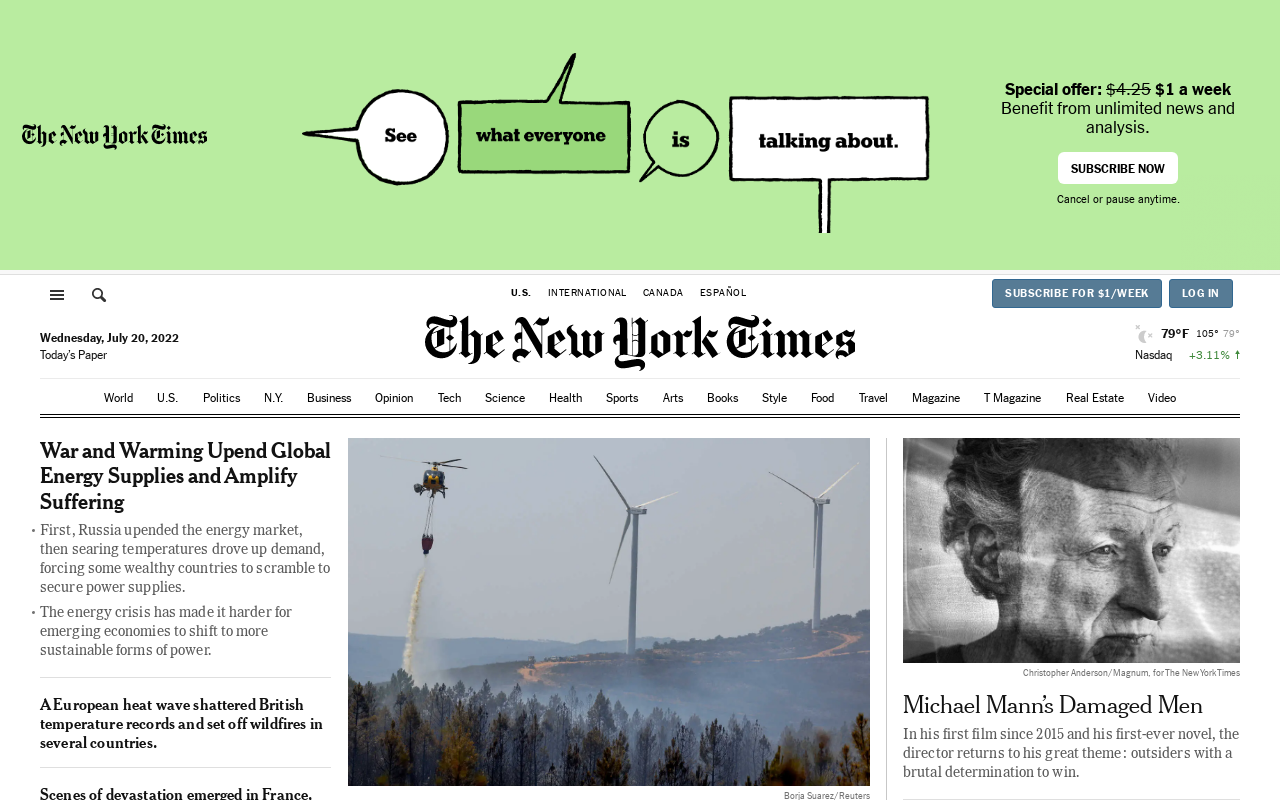 The New York Times
See
what everyone
is
talking about.
Special offer: $4.25 $1 a week
Benefit from unlimited news and
analysis.
SUBSCRIBE NOW
Cancel or pause anytime.
U.S. INTERNATIONAL CANADA ESPAÑOL
SUBSCRIBE FOR $1/WEEK
LOG IN
Wednesday, July 20, 2022
Today's Paper
The New York Times
79°F 105° 79°
Nasdaq +3.11% ↑
World U.S. Politics N.Y. Business Opinion Tech Science Health Sports Arts Books Style Food Travel Magazine T Magazine Real Estate Video
War and Warming Upend Global
Energy Supplies and Amplify
Suffering
• First, Russia upended the energy market,
then searing temperatures drove up demand,
forcing some wealthy countries to scramble to
secure power supplies.
• The energy crisis has made it harder for
emerging economies to shift to more
sustainable forms of power.
A European heat wave shattered British
temperature records and set off wildfires in
several countries.
Scenes of devastation emerged in France,
Borja Suarez/Reuters
Christopher Anderson/Magnum, for The New York Times
Michael Mann's Damaged Men
In his first film since 2015 and his first-ever novel, the
director returns to his great theme: outsiders with a
brutal determination to win.